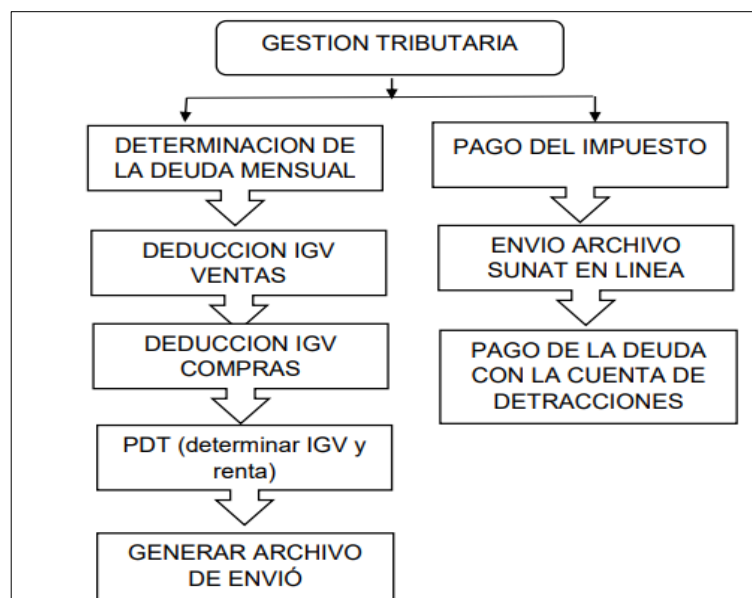 GESTION TRIBUTARIA
DETERMINACION DE
LA DEUDA MENSUAL
DEDUCCION IGV
VENTAS
DEDUCCION IGV
COMPRAS
PDT (determinar IGV y
renta)
GENERAR ARCHIVO
DE ENVIÓ
PAGO DEL IMPUESTO
ENVIO ARCHIVO
SUNAT EN LINEA
PAGO DE LA DEUDA
CON LA CUENTA DE
DETRACCIONES